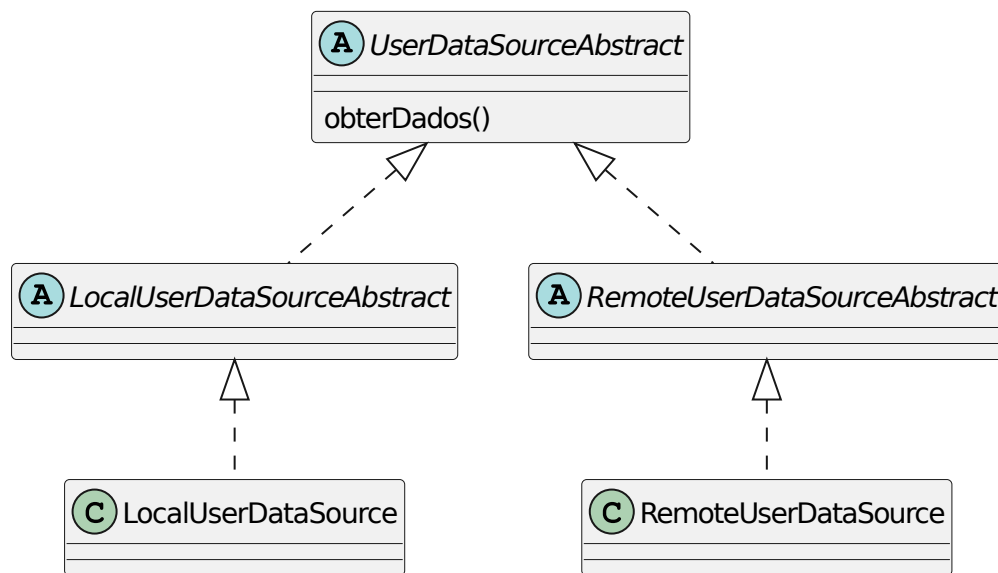 A UserDataSourceAbstract
obterDados()
A LocalUserDataSourceAbstract
A RemoteUserDataSourceAbstract
C LocalUserDataSource
C RemoteUserDataSource